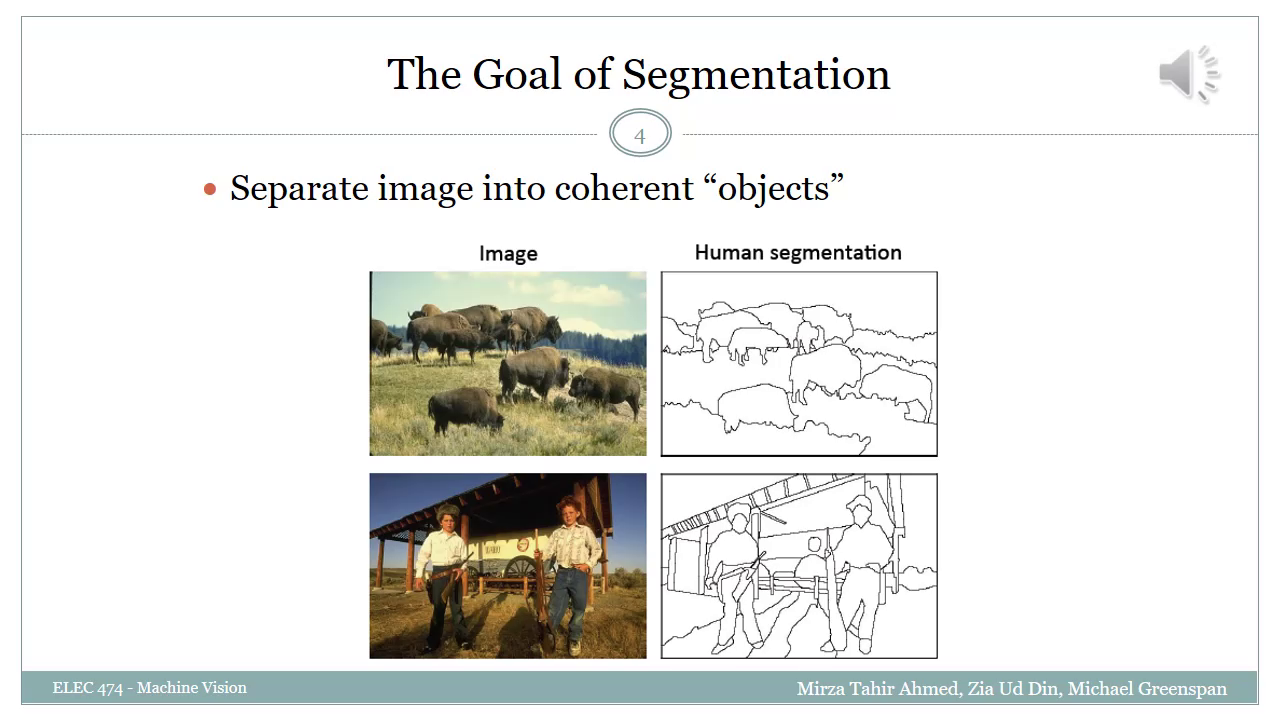 The Goal of Segmentation
4
• Separate image into coherent “objects”
Image
Human segmentation
ELEC 474 - Machine Vision
Mirza Tahir Ahmed, Zia Ud Din, Michael Greenspan